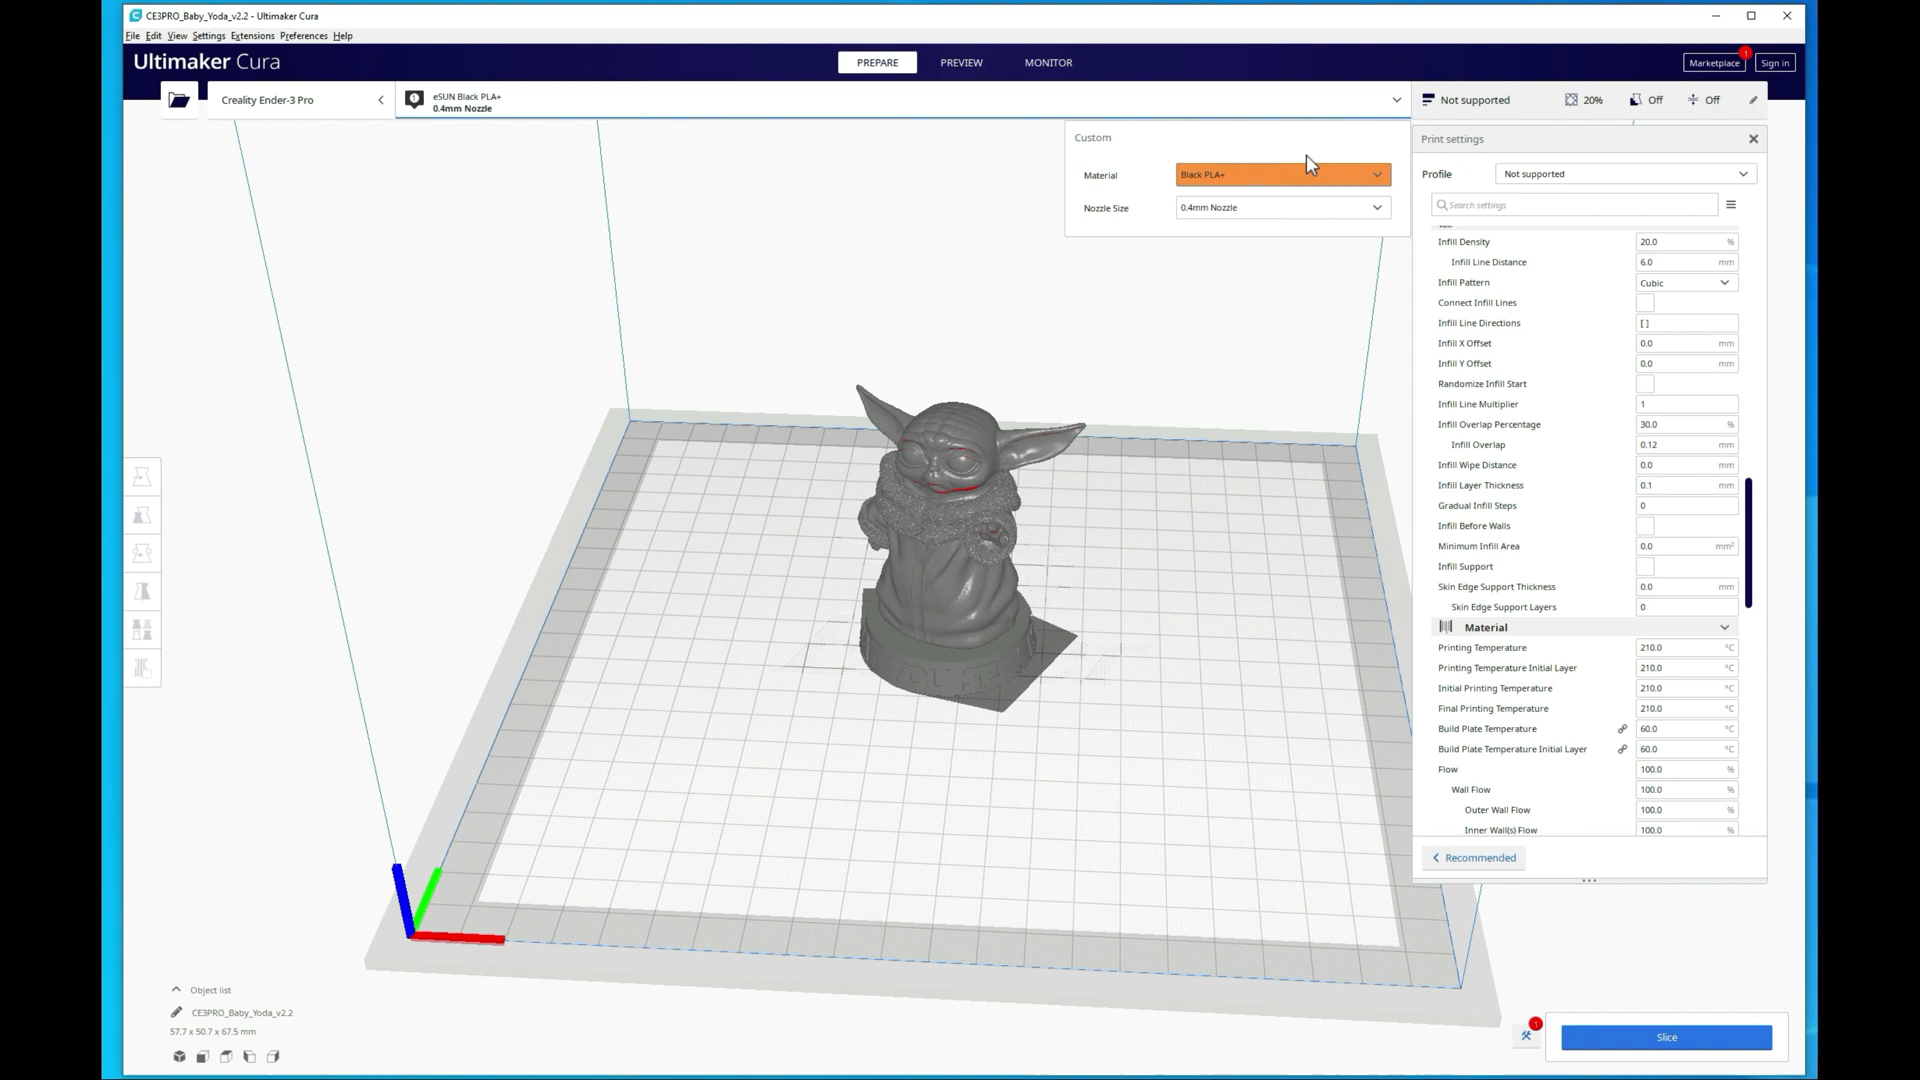 CE3PRO_Baby_Yoda_v2.2 - Ultimaker Cura
File Edit View Settings Extensions Preferences Help
Ultimaker Cura
PREPARE
PREVIEW
MONITOR
Marketplace
1
Sign in
Creality Ender-3 Pro
1
eSUN Black PLA+
0.4mm Nozzle
Not supported
20%
Off
Off
Custom
Material
Black PLA+
Nozzle Size
0.4mm Nozzle
Print settings
Profile
Not supported
Search settings
Infill Density 20.0 %
Infill Line Distance 6.0 mm
Infill Pattern Cubic
Connect Infill Lines
Infill Line Directions [ ]
Infill X Offset 0.0 mm
Infill Y Offset 0.0 mm
Randomize Infill Start
Infill Line Multiplier 1
Infill Overlap Percentage 30.0 %
Infill Overlap 0.12 mm
Infill Wipe Distance 0.0 mm
Infill Layer Thickness 0.1 mm
Gradual Infill Steps 0
Infill Before Walls
Minimum Infill Area 0.0 mm²
Infill Support
Skin Edge Support Thickness 0.0 mm
Skin Edge Support Layers 0
Material
Printing Temperature 210.0 °C
Printing Temperature Initial Layer 210.0 °C
Initial Printing Temperature 210.0 °C
Final Printing Temperature 210.0 °C
Build Plate Temperature 60.0 °C
Build Plate Temperature Initial Layer 60.0 °C
Flow 100.0 %
Wall Flow 100.0 %
Outer Wall Flow 100.0 %
Inner Wall(s) Flow 100.0 %
Recommended
Object list
CE3PRO_Baby_Yoda_v2.2
57.7 x 50.7 x 67.5 mm
1
Slice